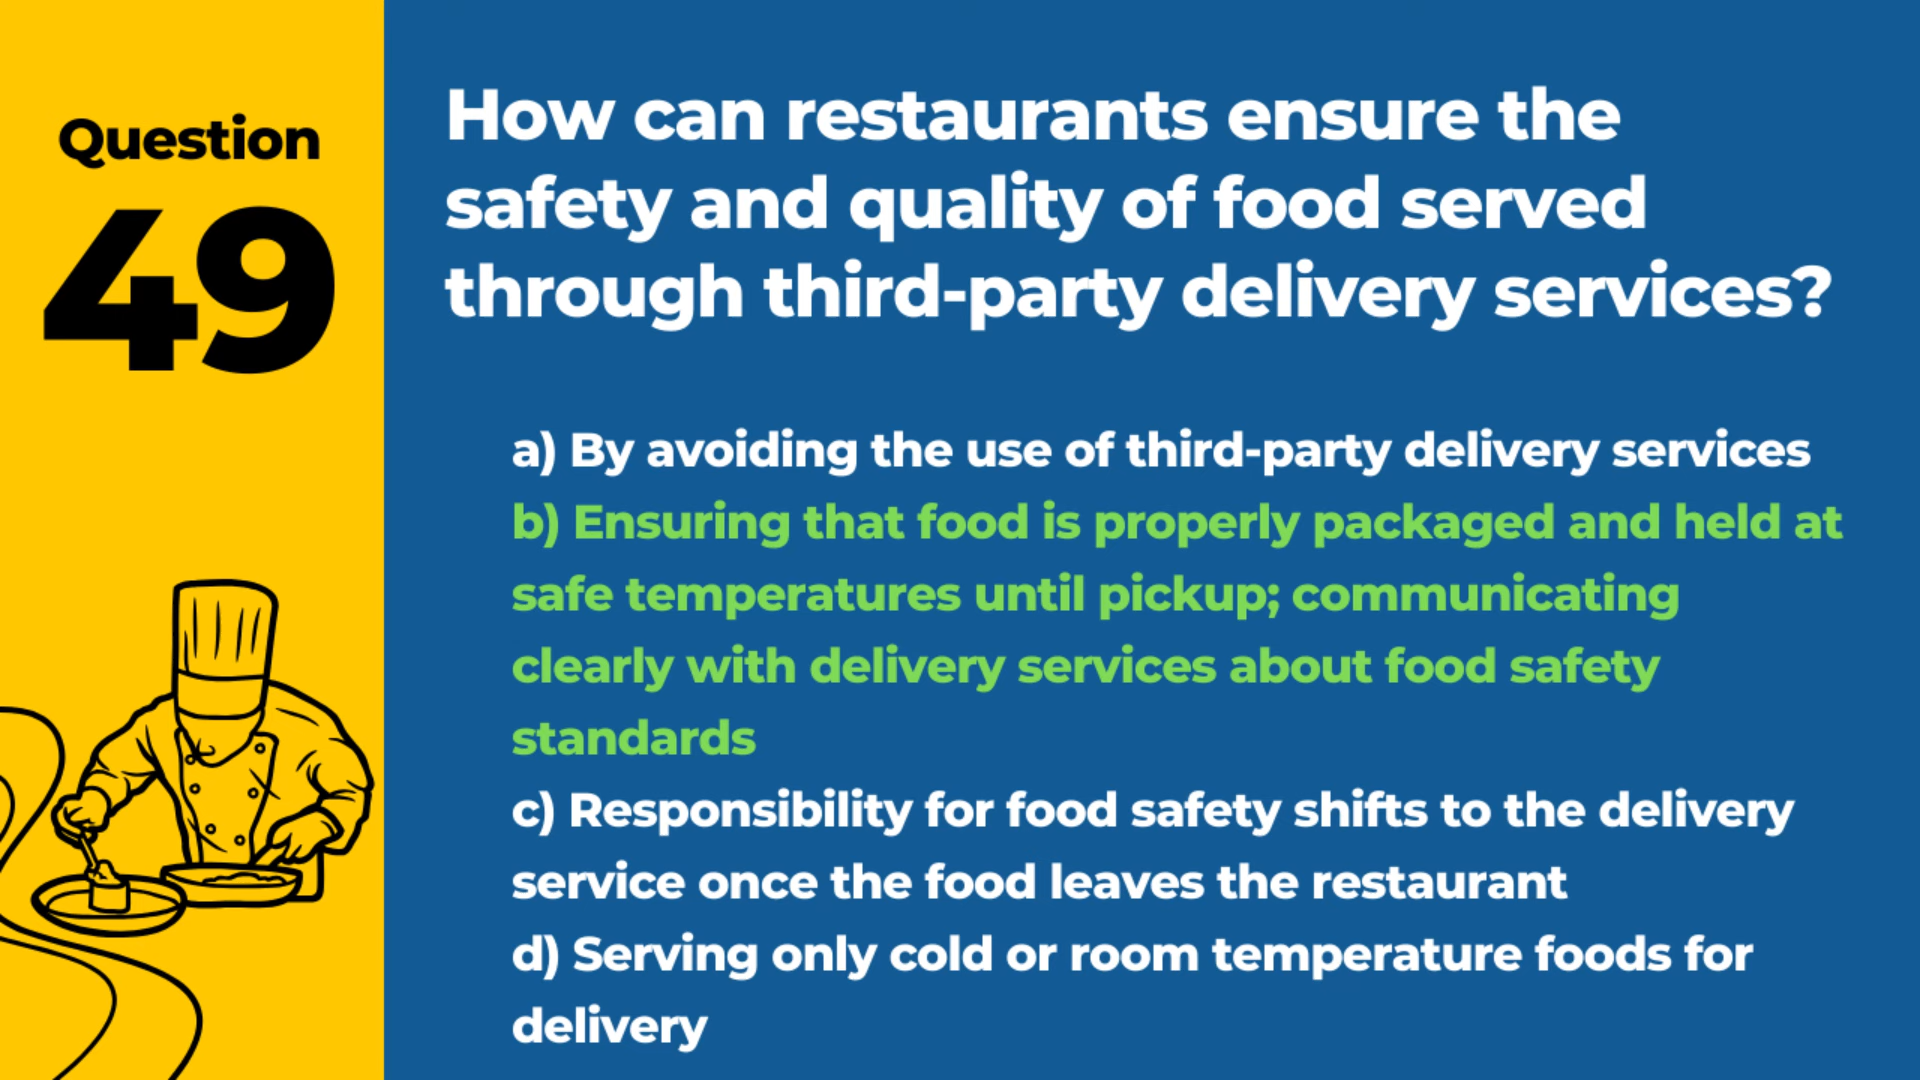 Question
49
How can restaurants ensure the
safety and quality of food served
through third-party delivery services?
a) By avoiding the use of third-party delivery services
b) Ensuring that food is properly packaged and held at
safe temperatures until pickup; communicating
clearly with delivery services about food safety
standards
c) Responsibility for food safety shifts to the delivery
service once the food leaves the restaurant
d) Serving only cold or room temperature foods for
delivery